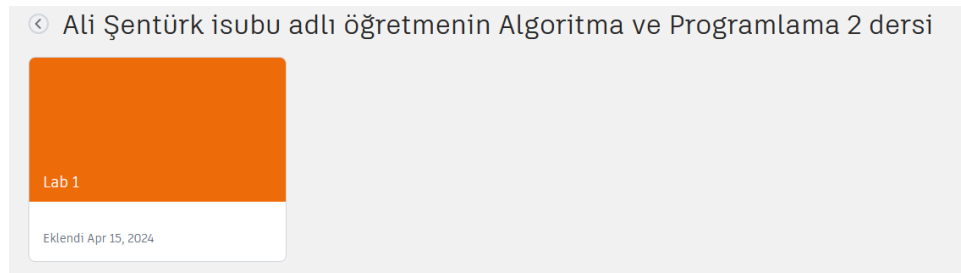 Ali Şentürk isubu adlı öğretmenin Algoritma ve Programlama 2 dersi
Lab 1
Eklendi Apr 15, 2024